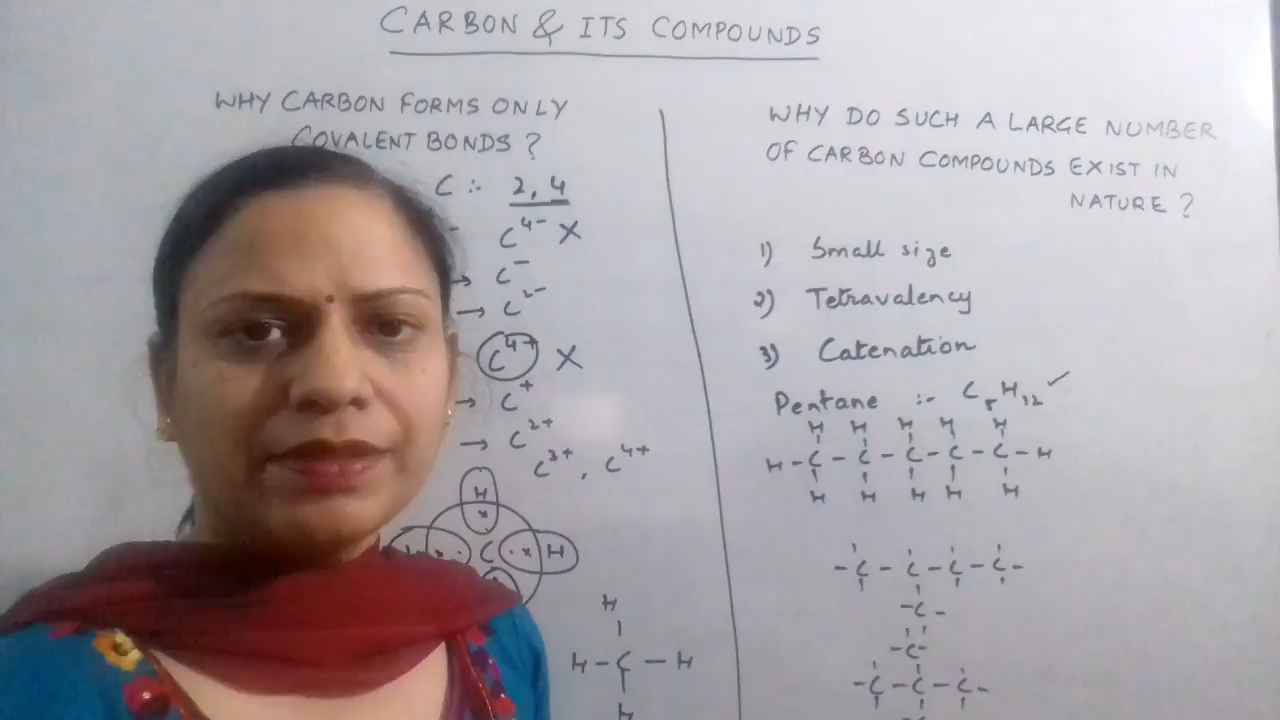 CARBON & ITS COMPOUNDS
WHY CARBON FORMS ONLY
COVALENT BONDS ?
C :- 2, 4
C4- X
→ C-
→ C2-
C4+ X
→ C+
→ C2+
C3+ , C4+
H
x
x · C · x H
H
H - C - H
H
WHY DO SUCH A LARGE NUMBER
OF CARBON COMPOUNDS EXIST IN
NATURE ?
1) Small size
2) Tetravalency
3) Catenation
Pentane :- C5H12 ✓
H H H H H
H - C - C - C - C - C - H
H H H H H
- C - C - C - C -
- C -
- C -
- C - C - C -